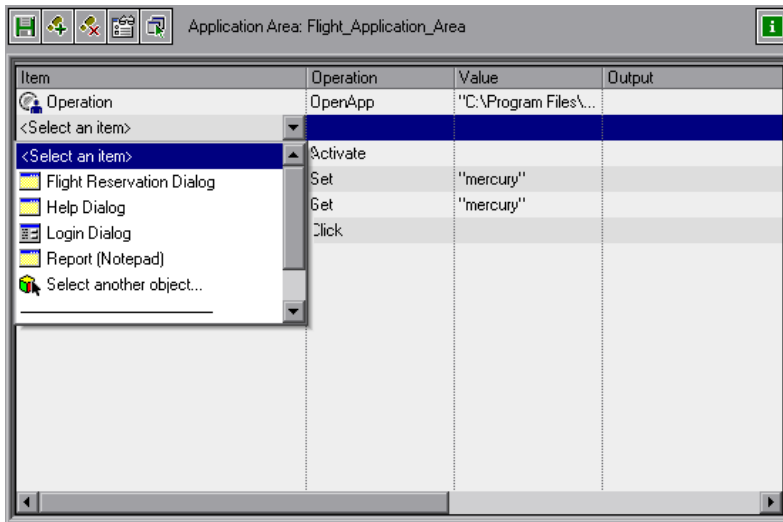 Application Area: Flight_Application_Area
Item Operation Value Output
Operation OpenApp "C:\Program Files\...
<Select an item>
<Select an item> Activate
Flight Reservation Dialog Set "mercury"
Help Dialog Get "mercury"
Login Dialog Click
Report (Notepad)
Select another object...